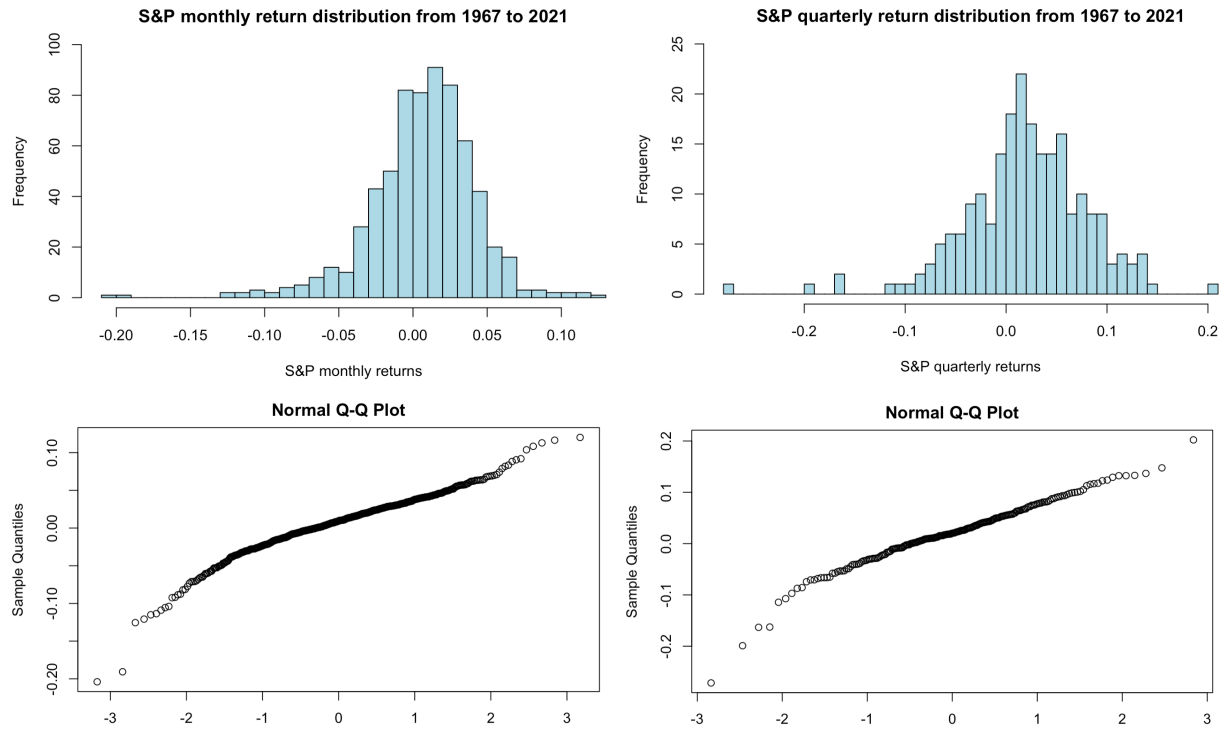 S&P monthly return distribution from 1967 to 2021
Frequency
100
80
60
40
20
0
-0.20 -0.15 -0.10 -0.05 0.00 0.05 0.10
S&P monthly returns
S&P quarterly return distribution from 1967 to 2021
Frequency
25
20
15
10
5
0
-0.2 -0.1 0.0 0.1 0.2
S&P quarterly returns
Normal Q-Q Plot
Sample Quantiles
0.10
0.00
-0.10
-0.20
-3 -2 -1 0 1 2 3
Normal Q-Q Plot
Sample Quantiles
0.2
0.1
0.0
-0.1
-0.2
-3 -2 -1 0 1 2 3